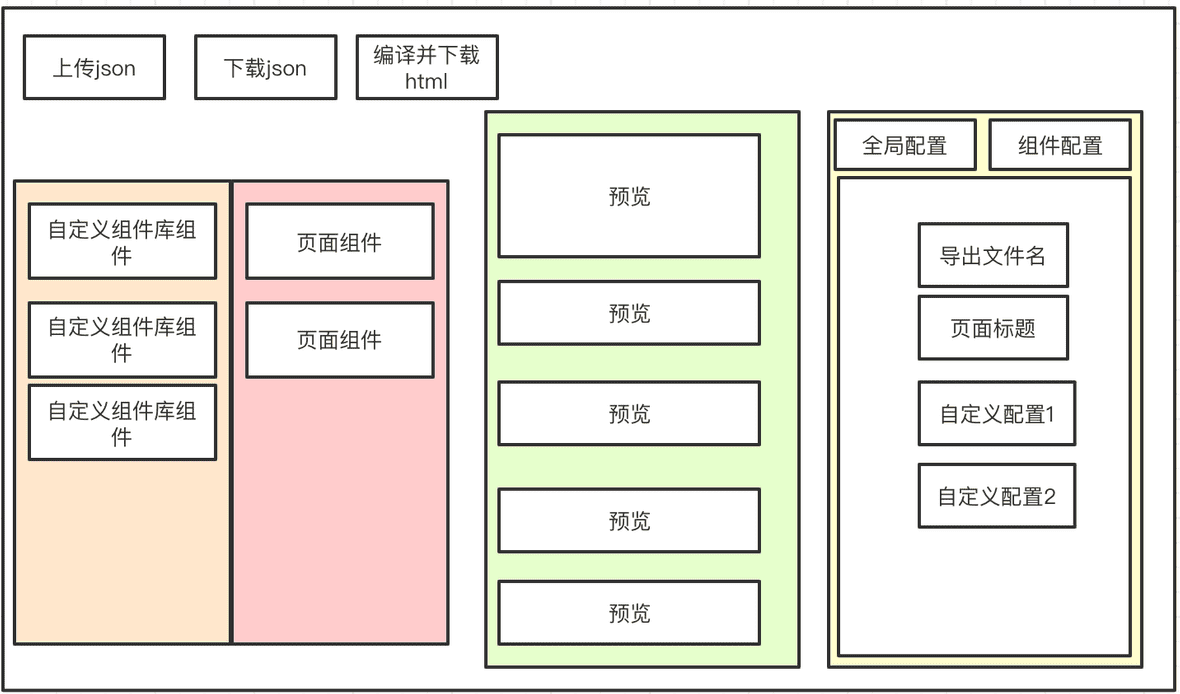 上传json
下载json
编译并下载
html
自定义组件库组
件
自定义组件库组
件
自定义组件库组
件
页面组件
页面组件
预览
预览
预览
预览
预览
全局配置
组件配置
导出文件名
页面标题
自定义配置1
自定义配置2